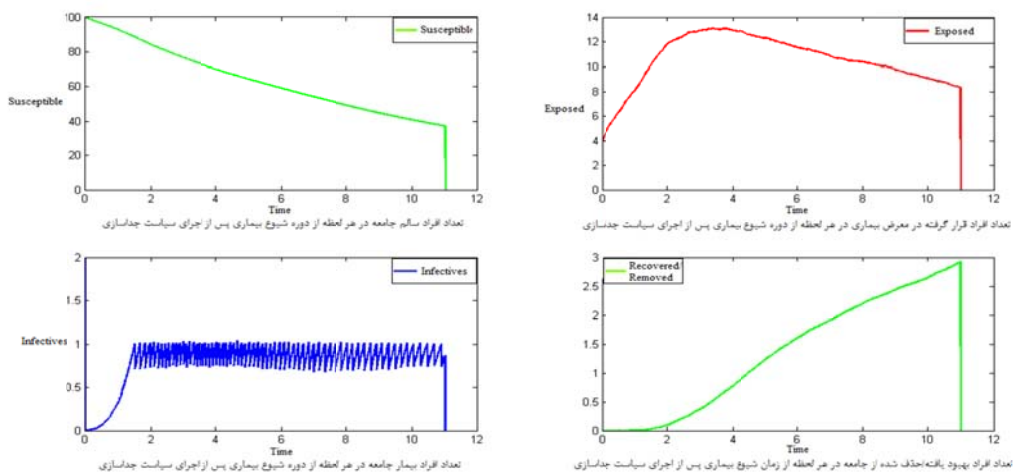 100
80
60
40
20
0
Susceptible
Susceptible
0 2 4 6 8 10 12
Time
تعداد افراد سالم جامعه در هر لحظه از دوره شیوع بیماری پس از اجرای سیاست جداسازی
14
12
10
8
6
4
2
0
Exposed
Exposed
0 2 4 6 8 10 12
Time
تعداد افراد قرار گرفته در معرض بیماری در هر لحظه از دوره شیوع بیماری پس از اجرای سیاست جدسازی
2
1.5
1
0.5
0
Infectives
Infectives
0 2 4 6 8 10 12
Time
تعداد افراد بیمار جامعه در هر لحظه از دوره شیوع بیماری پس از اجرای سیاست جداسازی
3
2.5
2
1.5
1
0.5
0
Recovered/
Removed
0 2 4 6 8 10 12
Time
تعداد افراد بهبود یافته/حذف شده از جامعه در هر لحظه از زمان شیوع بیماری پس از اجرای سیاست جداسازی